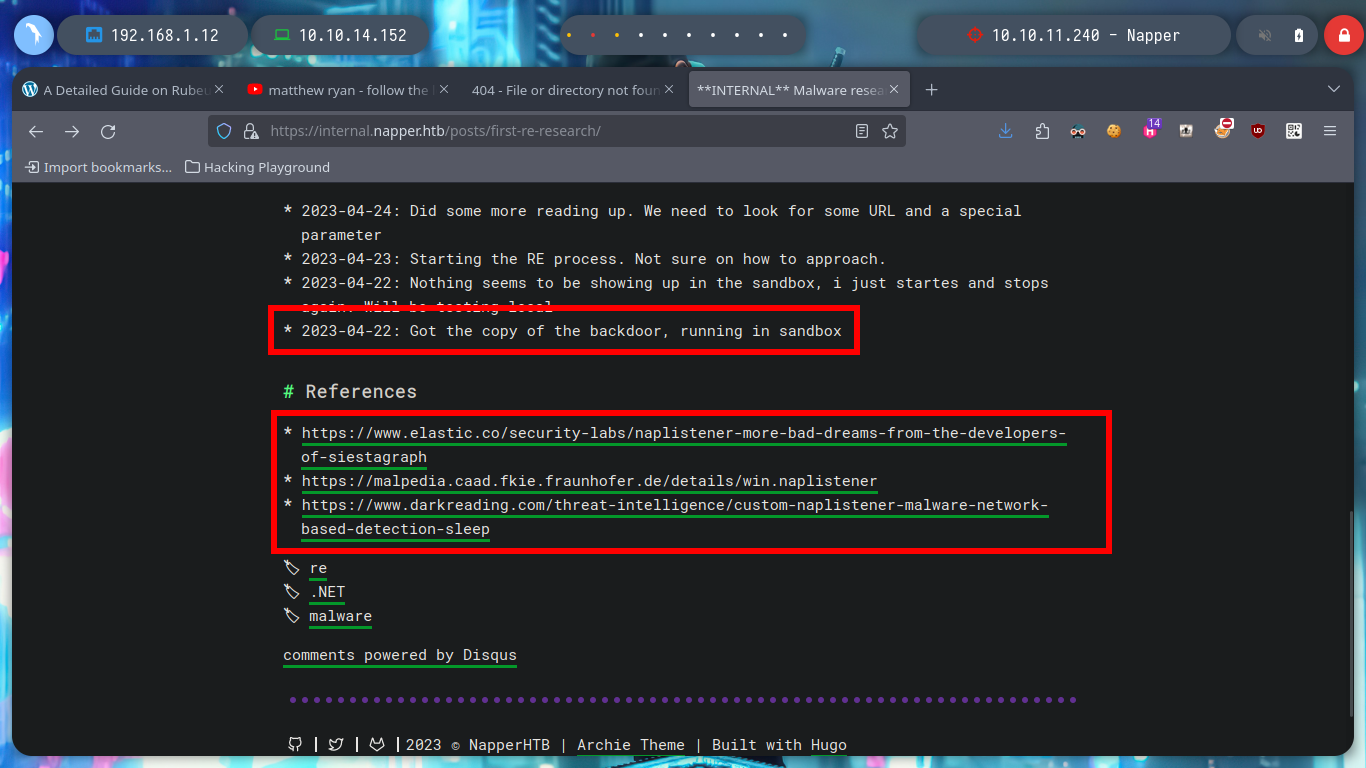 192.168.1.12
10.10.14.152
10.10.11.240 - Napper
A Detailed Guide on Rubeu
matthew ryan - follow the
404 - File or directory not foun
**INTERNAL** Malware resea
https://internal.napper.htb/posts/first-re-research/
14
Import bookmarks...
Hacking Playground
* 2023-04-24: Did some more reading up. We need to look for some URL and a special
parameter
* 2023-04-23: Starting the RE process. Not sure on how to approach.
* 2023-04-22: Nothing seems to be showing up in the sandbox, i just startes and stops
again. Will be testing local
* 2023-04-22: Got the copy of the backdoor, running in sandbox
# References
* https://www.elastic.co/security-labs/naplistener-more-bad-dreams-from-the-developers-
of-siestagraph
* https://malpedia.caad.fkie.fraunhofer.de/details/win.naplistener
* https://www.darkreading.com/threat-intelligence/custom-naplistener-malware-network-
based-detection-sleep
re
.NET
malware
comments powered by Disqus
| | | 2023 © NapperHTB | Archie Theme | Built with Hugo